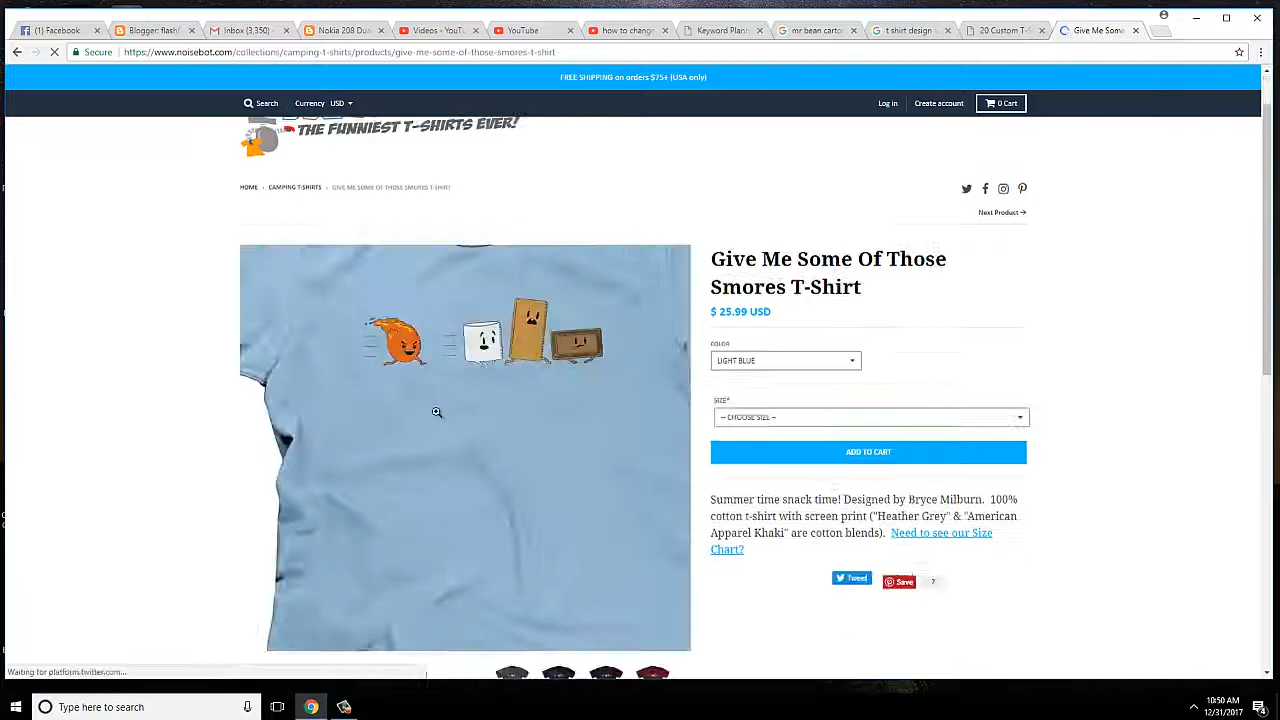 (1) Facebook
Blogger: flashf
Inbox (3,350)
Nokia 208 Dua
Videos - YouTu
YouTube
how to change
Keyword Plann
mr bean carto
t shirt design
20 Custom T-S
Give Me Some
Secure
https://www.noisebot.com/collections/camping-t-shirts/products/give-me-some-of-those-smores-t-shirt
FREE SHIPPING on orders $75+ (USA only)
Search Currency USD
Log in Create account 0 Cart
THE FUNNIEST T-SHIRTS EVER!
HOME › CAMPING T-SHIRTS › GIVE ME SOME OF THOSE SMORES T-SHIRT
Next Product →
Give Me Some Of Those
Smores T-Shirt
$ 25.99 USD
COLOR
LIGHT BLUE
SIZE*
-- CHOOSE SIZE --
ADD TO CART
Summer time snack time! Designed by Bryce Milburn. 100%
cotton t-shirt with screen print ("Heather Grey" & "American
Apparel Khaki" are cotton blends). Need to see our Size
Chart?
Tweet
Save
7
Waiting for platform.twitter.com...
Type here to search
10:50 AM
12/31/2017
4